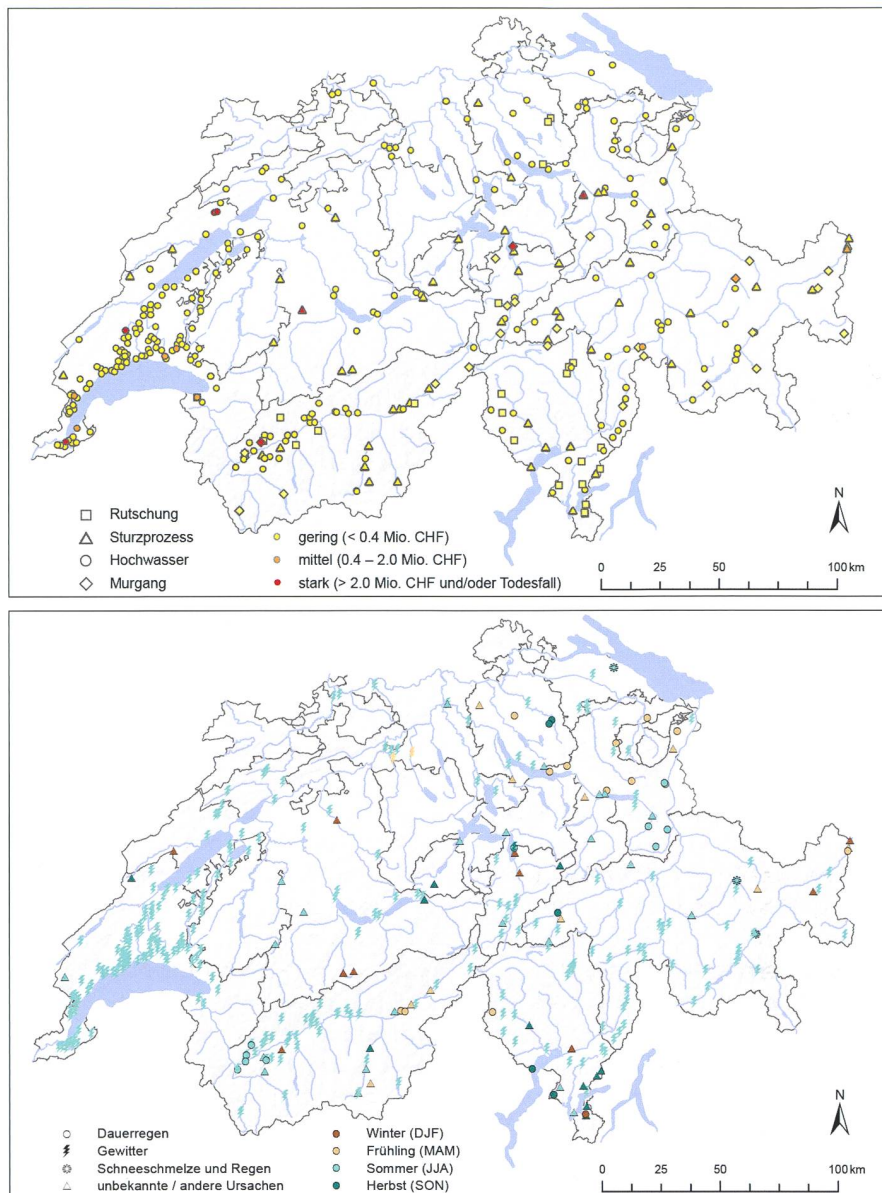 N
Rutschung
Sturzprozess
Hochwasser
Murgang
gering (< 0.4 Mio. CHF)
mittel (0.4 – 2.0 Mio. CHF)
stark (> 2.0 Mio. CHF und/oder Todesfall)
0 25 50 100 km
N
Dauerregen
Gewitter
Schneeschmelze und Regen
unbekannte / andere Ursachen
Winter (DJF)
Frühling (MAM)
Sommer (JJA)
Herbst (SON)
0 25 50 100 km